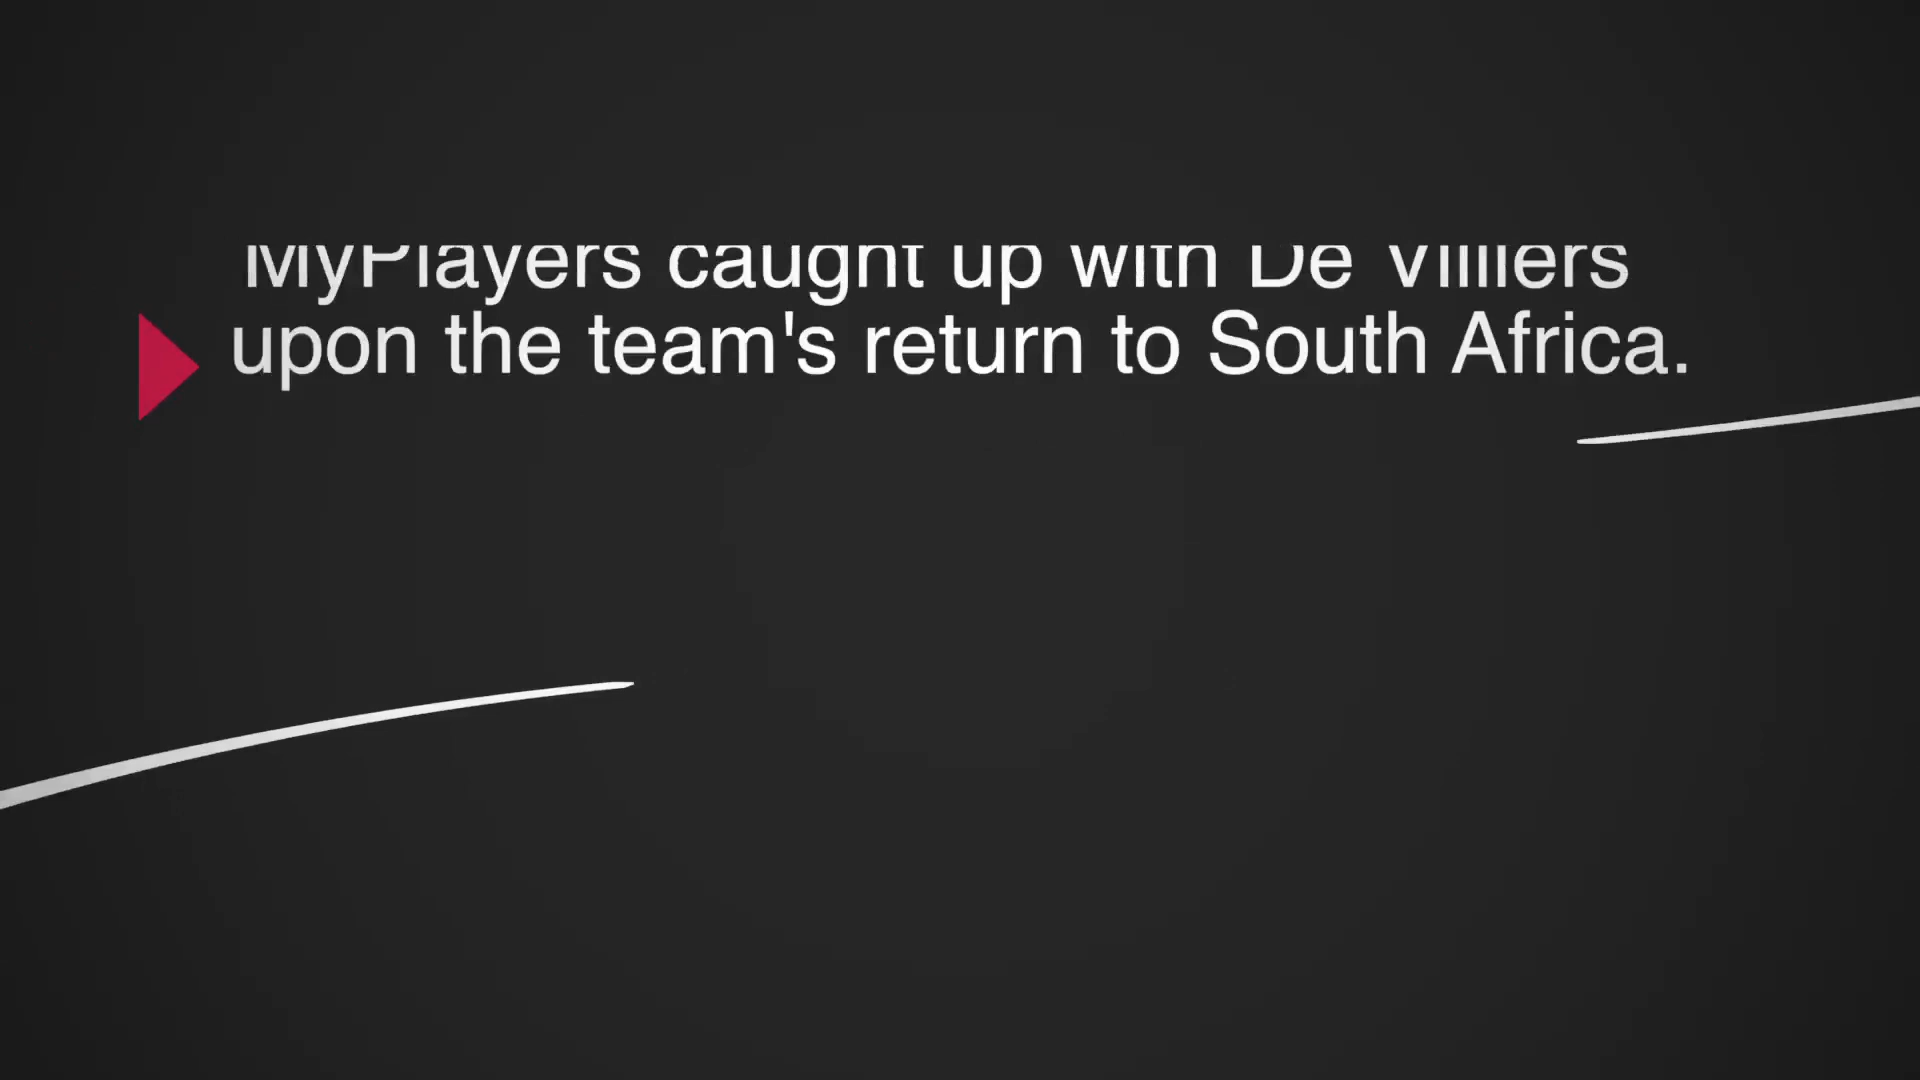 MyPlayers caught up with De Villiers
upon the team's return to South Africa.